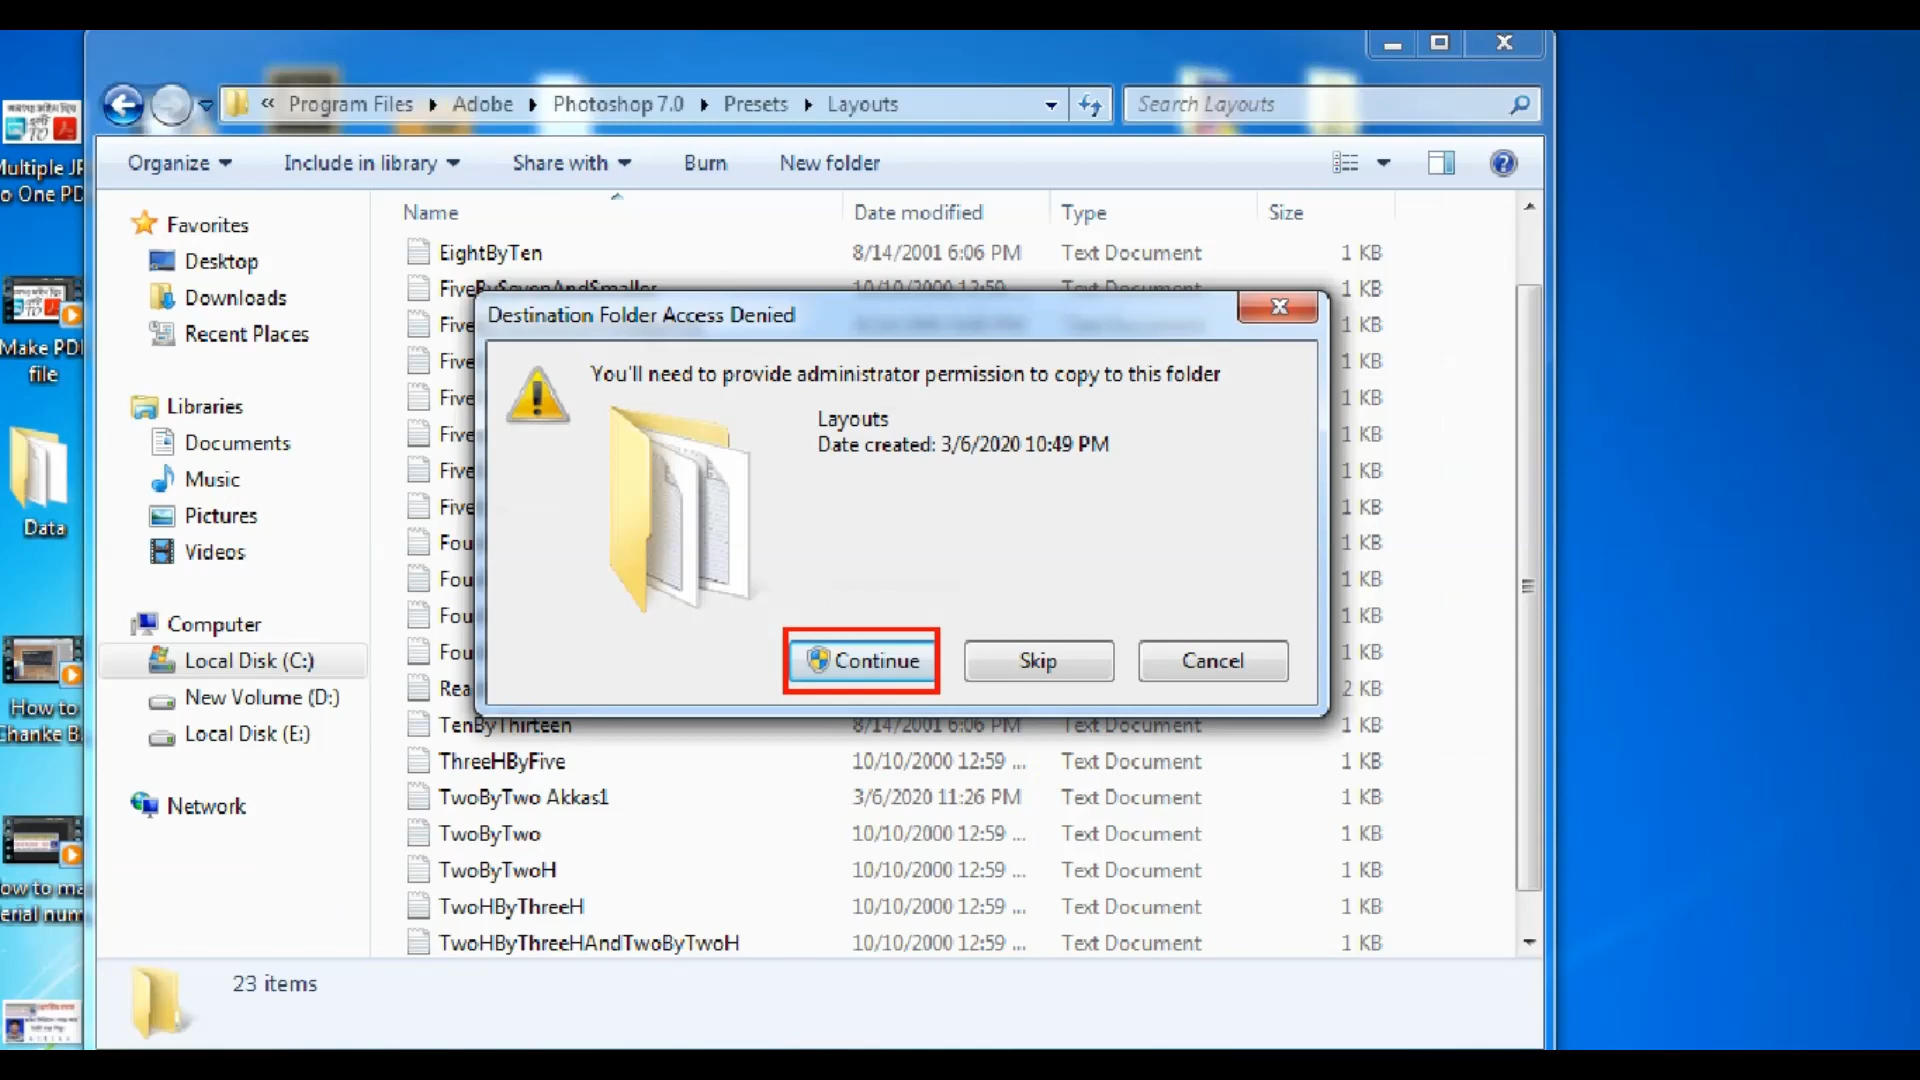 « Program Files Adobe Photoshop 7.0 Presets Layouts
Search Layouts
Organize Include in library Share with Burn New folder
Name Date modified Type Size
Favorites
Desktop
Downloads
Recent Places
Libraries
Documents
Music
Pictures
Videos
Computer
Local Disk (C:)
New Volume (D:)
Local Disk (E:)
Network
EightByTen 8/14/2001 6:06 PM Text Document 1 KB
FiveBySevenAndSmaller 10/10/2000 12:59 1 KB
Five 1 KB
Five 1 KB
Five 1 KB
Five 1 KB
Five 1 KB
Five 1 KB
Fou 1 KB
Fou 1 KB
Fou 1 KB
Fou 1 KB
Rea 2 KB
TenByThirteen 8/14/2001 6:06 PM Text Document 1 KB
ThreeHByFive 10/10/2000 12:59 ... Text Document 1 KB
TwoByTwo Akkas1 3/6/2020 11:26 PM Text Document 1 KB
TwoByTwo 10/10/2000 12:59 ... Text Document 1 KB
TwoByTwoH 10/10/2000 12:59 ... Text Document 1 KB
TwoHByThreeH 10/10/2000 12:59 ... Text Document 1 KB
TwoHByThreeHAndTwoByTwoH 10/10/2000 12:59 ... Text Document 1 KB
23 items
Destination Folder Access Denied
You'll need to provide administrator permission to copy to this folder
Layouts
Date created: 3/6/2020 10:49 PM
Continue
Skip
Cancel
Multiple JP
o One PD
Make PD
file
Data
How to
Chanke B
ow to ma
erial num